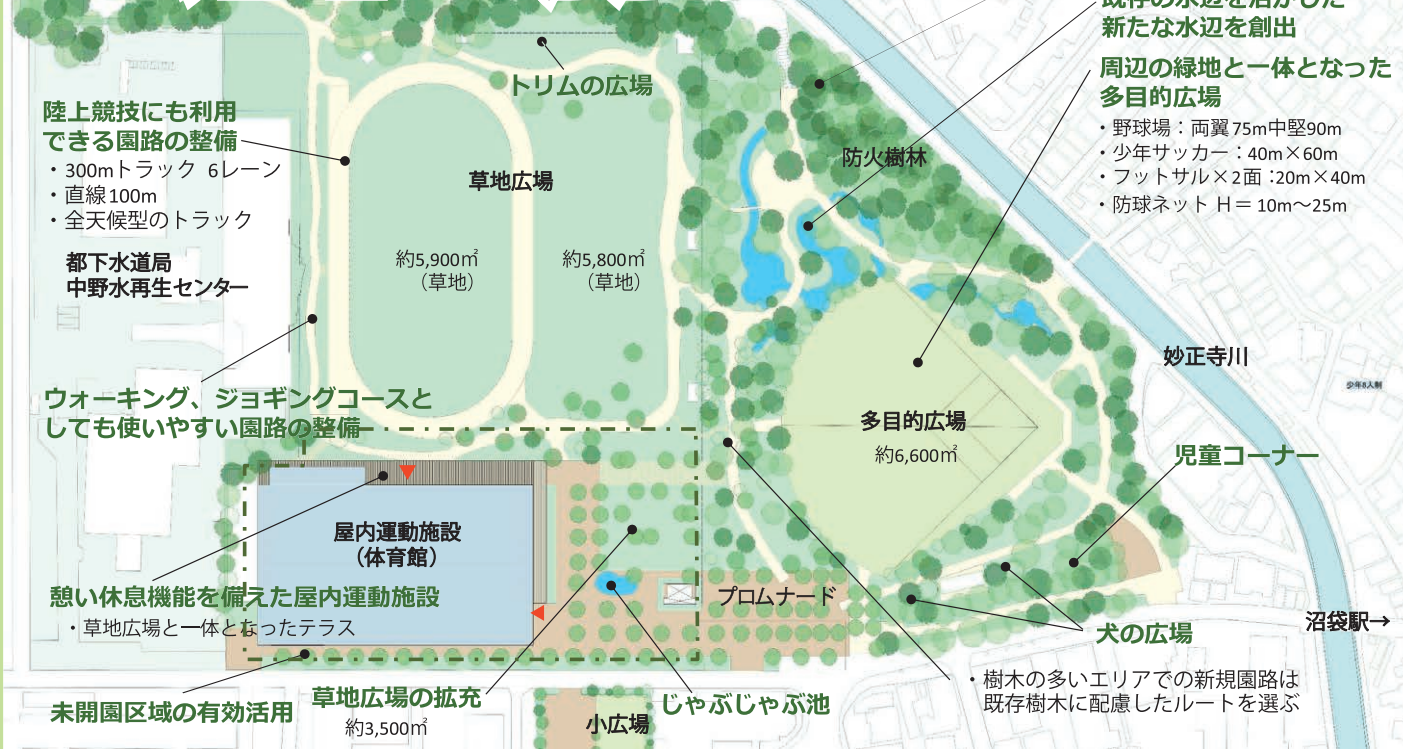 既存の水辺を活かした
新たな水辺を創出
周辺の緑地と一体となった
多目的広場
・野球場：両翼75m中堅90m
・少年サッカー：40m×60m
・フットサル×2面：20m×40m
・防球ネット H＝10m～25m
トリムの広場
陸上競技にも利用
できる園路の整備
・300mトラック 6レーン
・直線100m
・全天候型のトラック
防火樹林
草地広場
都下水道局
中野水再生センター
約5,900㎡
（草地）
約5,800㎡
（草地）
妙正寺川
少年8人制
ウォーキング、ジョギングコースと
しても使いやすい園路の整備
多目的広場
約6,600㎡
児童コーナー
屋内運動施設
（体育館）
憩い休息機能を備えた屋内運動施設
・草地広場と一体となったテラス
プロムナード
沼袋駅→
犬の広場
・樹木の多いエリアでの新規園路は
既存樹木に配慮したルートを選ぶ
未開園区域の有効活用
草地広場の拡充
約3,500㎡
じゃぶじゃぶ池
小広場